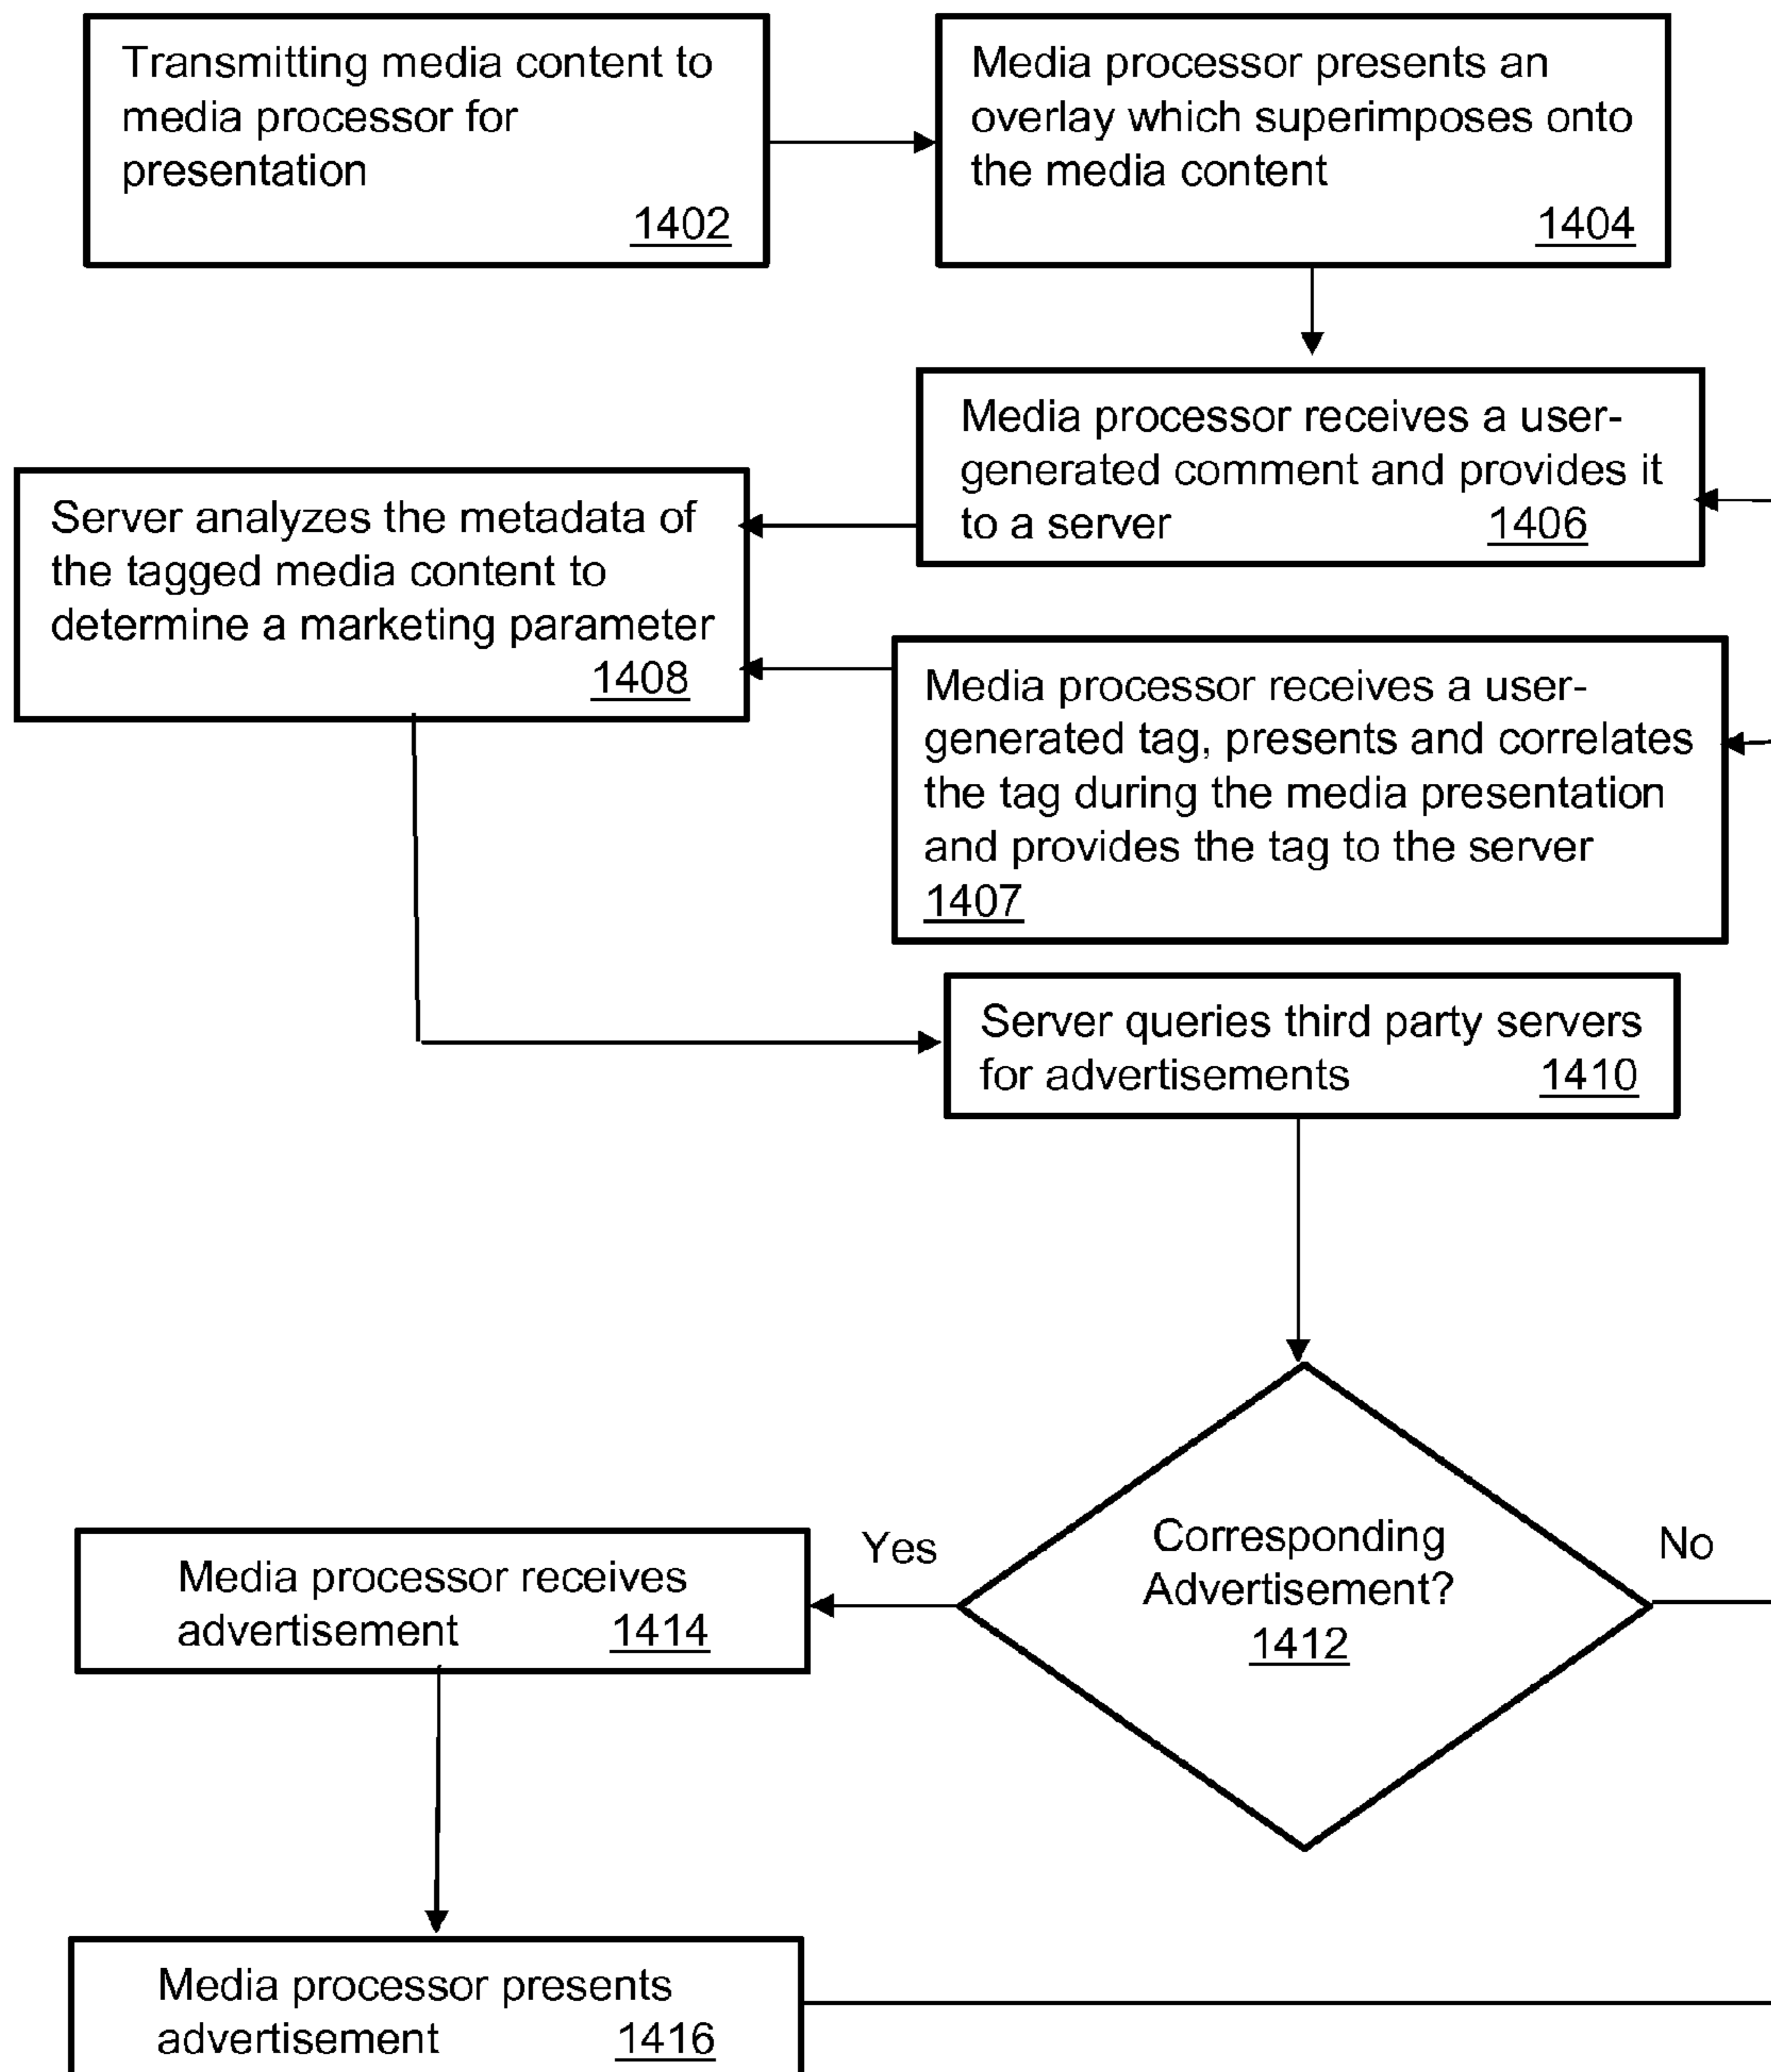 Transmitting media content to
media processor for
presentation
1402
Media processor presents an
overlay which superimposes onto
the media content
1404
Media processor receives a user-
generated comment and provides it
to a server 1406
Server analyzes the metadata of
the tagged media content to
determine a marketing parameter
1408
Media processor receives a user-
generated tag, presents and correlates
the tag during the media presentation
and provides the tag to the server
1407
Server queries third party servers
for advertisements 1410
Corresponding
Advertisement?
1412
Yes
No
Media processor receives
advertisement 1414
Media processor presents
advertisement 1416